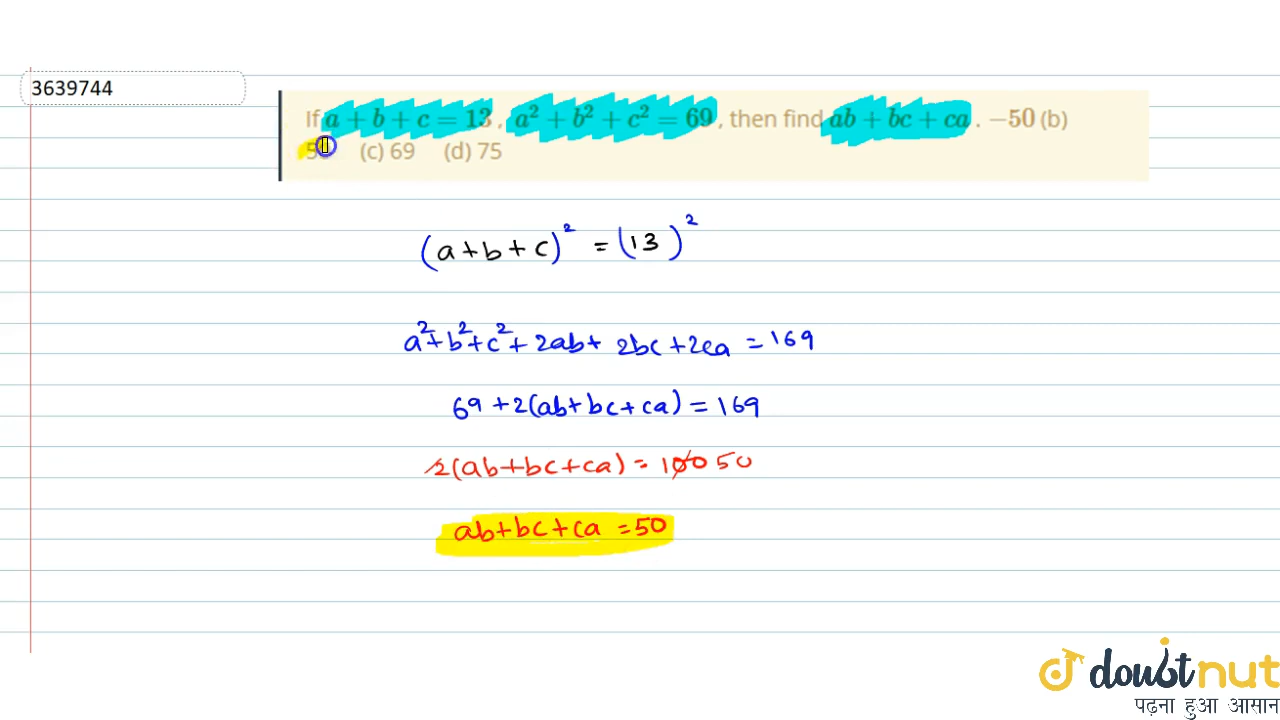 3639744
If a + b + c = 13 , a² + b² + c² = 69 , then find ab + bc + ca . −50 (b)
(c) 69 (d) 75
(a+b+c)² = (13)²
a²+b²+c²+2ab+2bc+2ca=169
69+2(ab+bc+ca)=169
2(ab+bc+ca)=100 50
ab+bc+ca=50
doubtnut
पढ़ना हुआ आसान